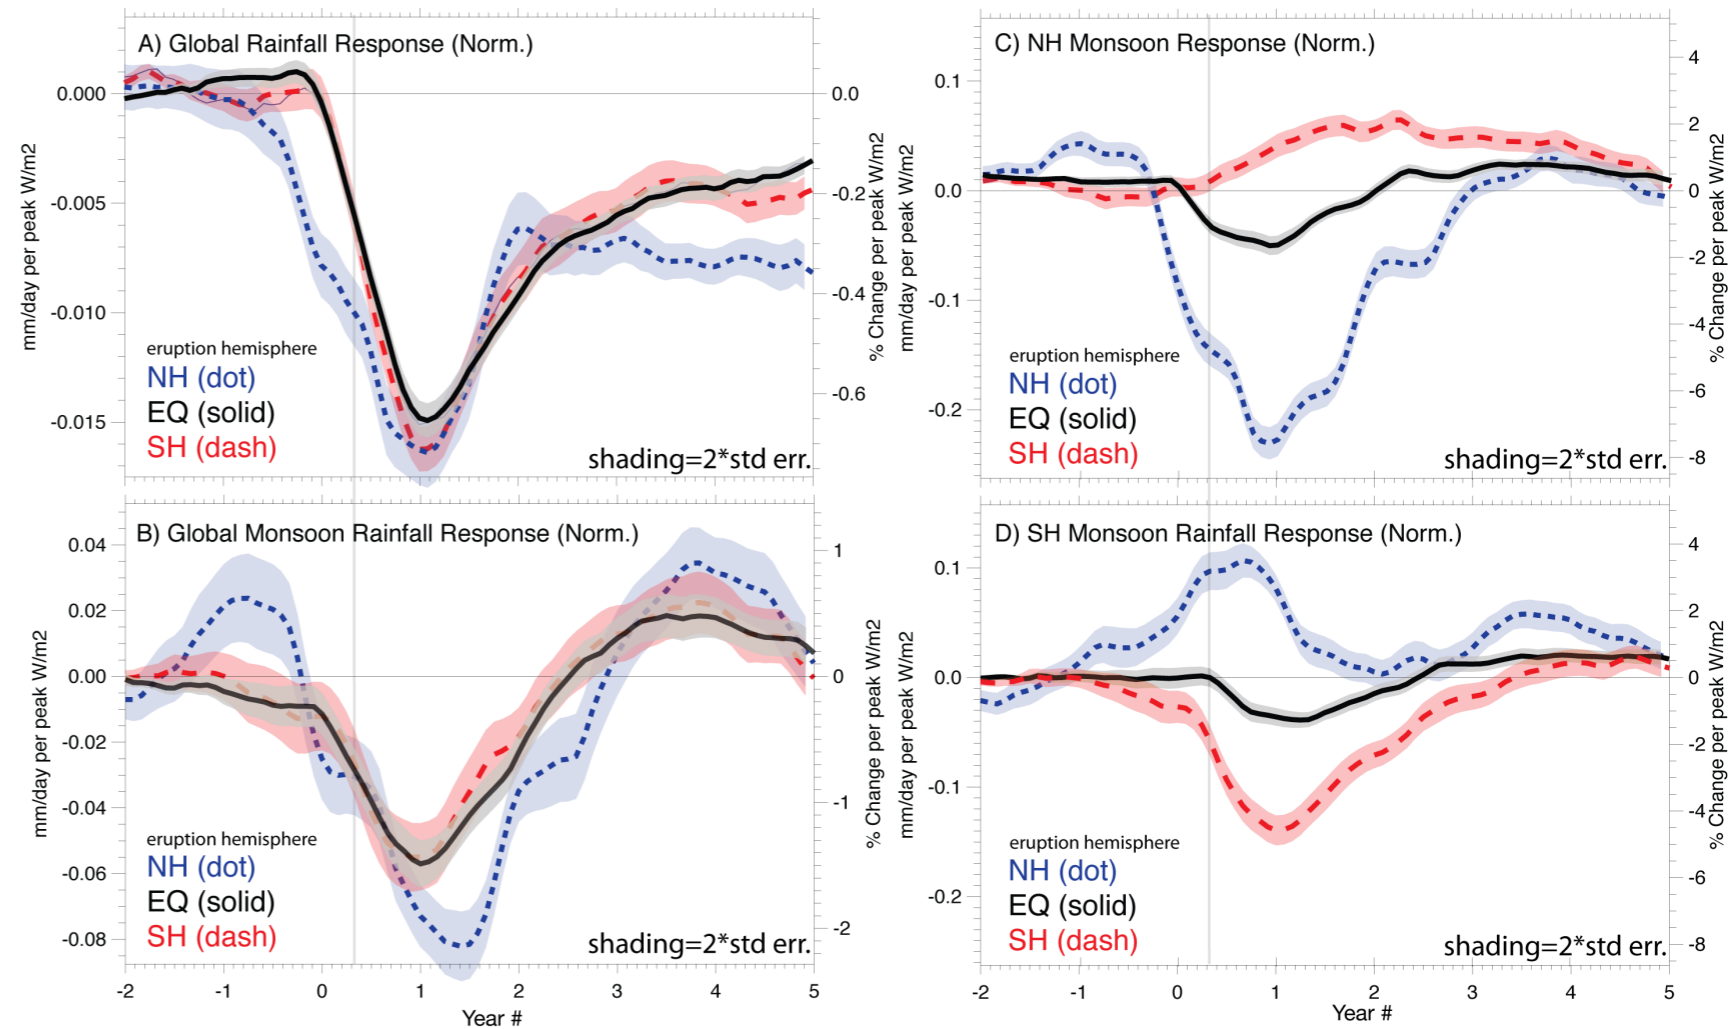 A) Global Rainfall Response (Norm.)
0.000
-0.005
-0.010
-0.015
mm/day per peak W/m2
0.0
-0.2
-0.4
-0.6
% Change per peak W/m2
eruption hemisphere
NH (dot)
EQ (solid)
SH (dash)
shading=2*std err.
C) NH Monsoon Response (Norm.)
0.1
0.0
-0.1
-0.2
mm/day per peak W/m2
4
2
0
-2
-4
-6
-8
% Change per peak W/m2
eruption hemisphere
NH (dot)
EQ (solid)
SH (dash)
shading=2*std err.
B) Global Monsoon Rainfall Response (Norm.)
0.04
0.02
0.00
-0.02
-0.04
-0.06
-0.08
mm/day per peak W/m2
1
0
-1
-2
% Change per peak W/m2
eruption hemisphere
NH (dot)
EQ (solid)
SH (dash)
shading=2*std err.
-2 -1 0 1 2 3 4 5
Year #
D) SH Monsoon Rainfall Response (Norm.)
0.1
0.0
-0.1
-0.2
mm/day per peak W/m2
4
2
0
-2
-4
-6
-8
% Change per peak W/m2
eruption hemisphere
NH (dot)
EQ (solid)
SH (dash)
shading=2*std err.
-2 -1 0 1 2 3 4 5
Year #